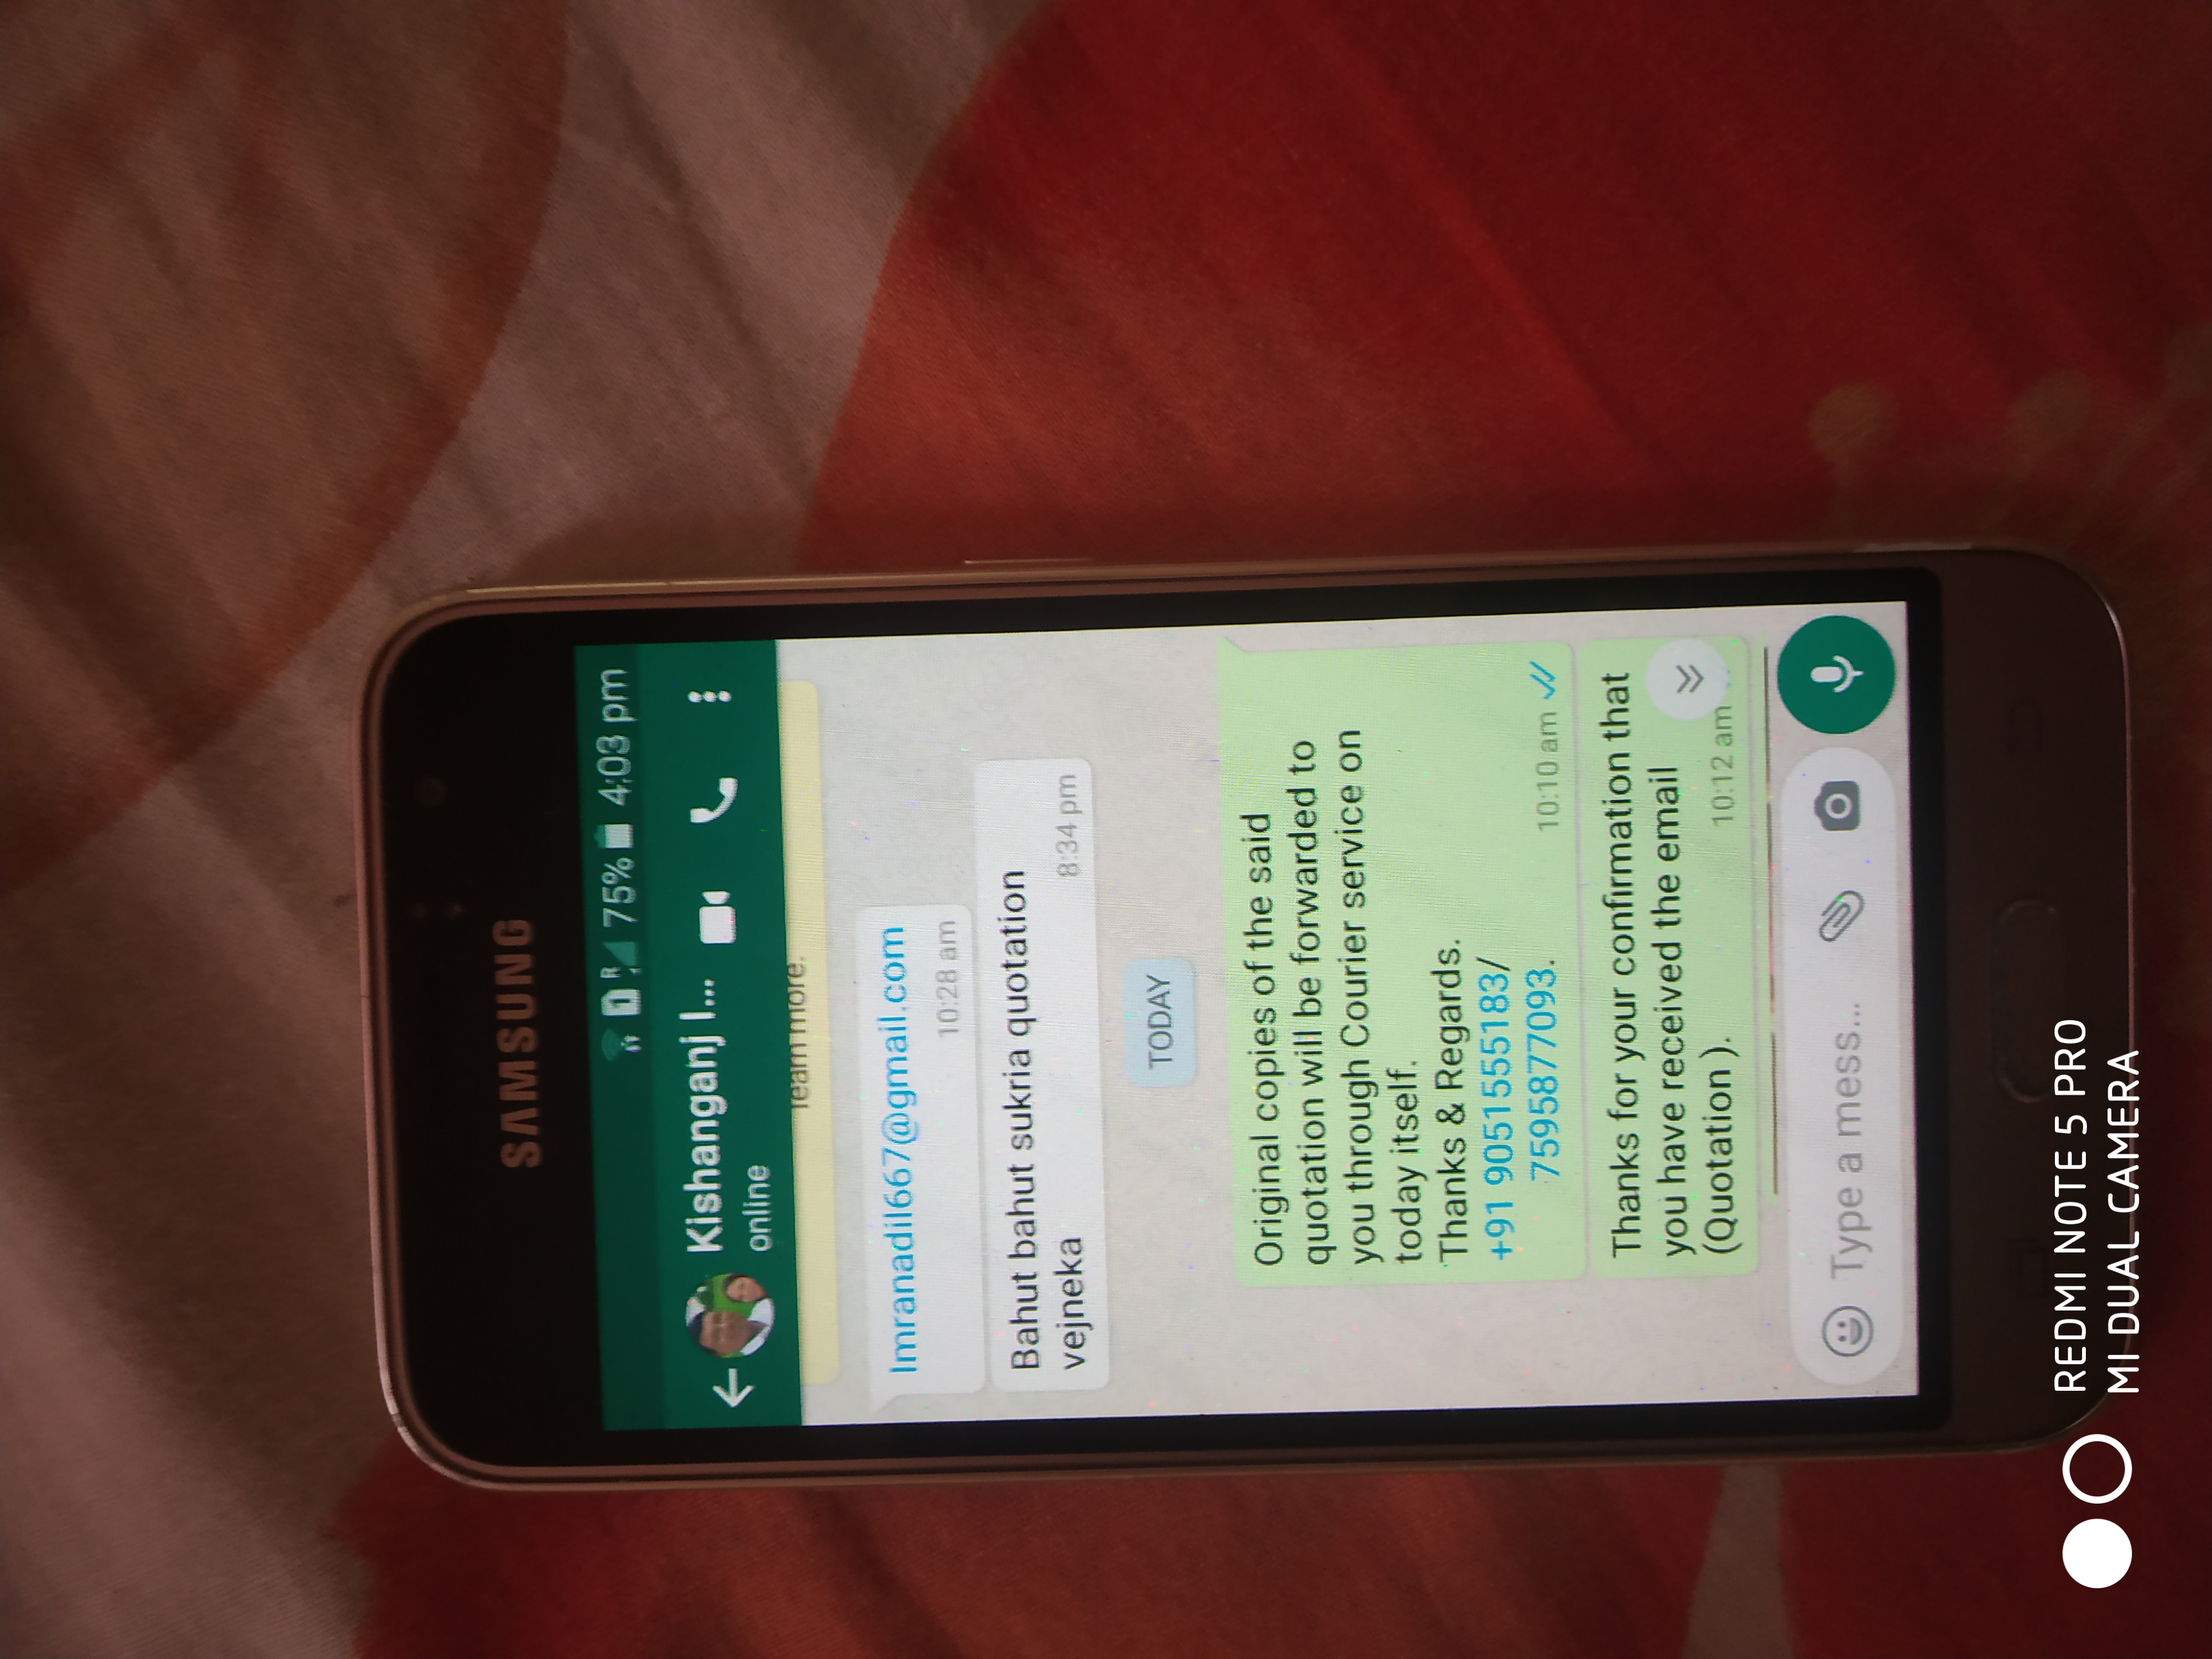 SAMSUNG
1 R 75% 4:03 pm
Kishanganj I...
online
learn more.
Imranadil667@gmail.com
10:28 am
Bahut bahut sukria quotation
vejneka
8:34 pm
TODAY
Original copies of the said
quotation will be forwarded to
you through Courier service on
today itself.
Thanks & Regards.
+91 9051555183/
7595877093.
10:10 am
Thanks for your confirmation that
you have received the email
(Quotation ).
10:12 am
Type a mess...
REDMI NOTE 5 PRO
MI DUAL CAMERA